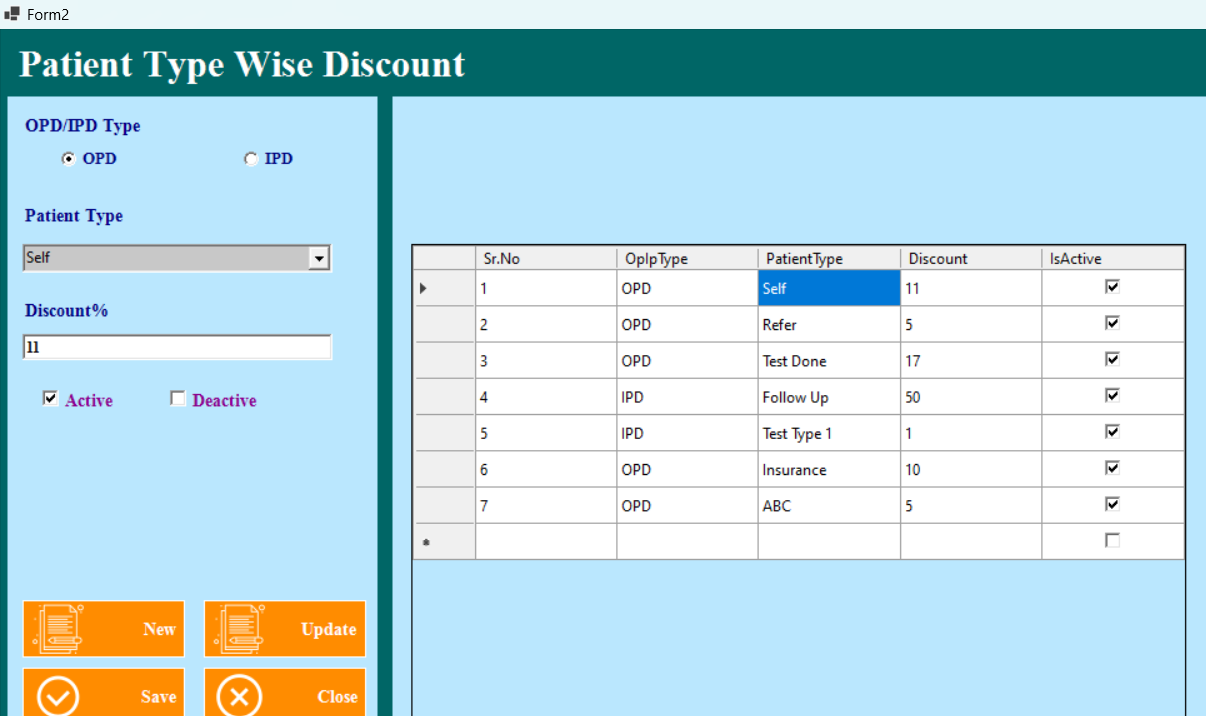 Form2
Patient Type Wise Discount
OPD/IPD Type
OPD IPD
Patient Type
Self
Discount%
11
Active Deactive
New Update
Save Close
Sr.No OpIpType PatientType Discount IsActive
1 OPD Self 11
2 OPD Refer 5
3 OPD Test Done 17
4 IPD Follow Up 50
5 IPD Test Type 1 1
6 OPD Insurance 10
7 OPD ABC 5